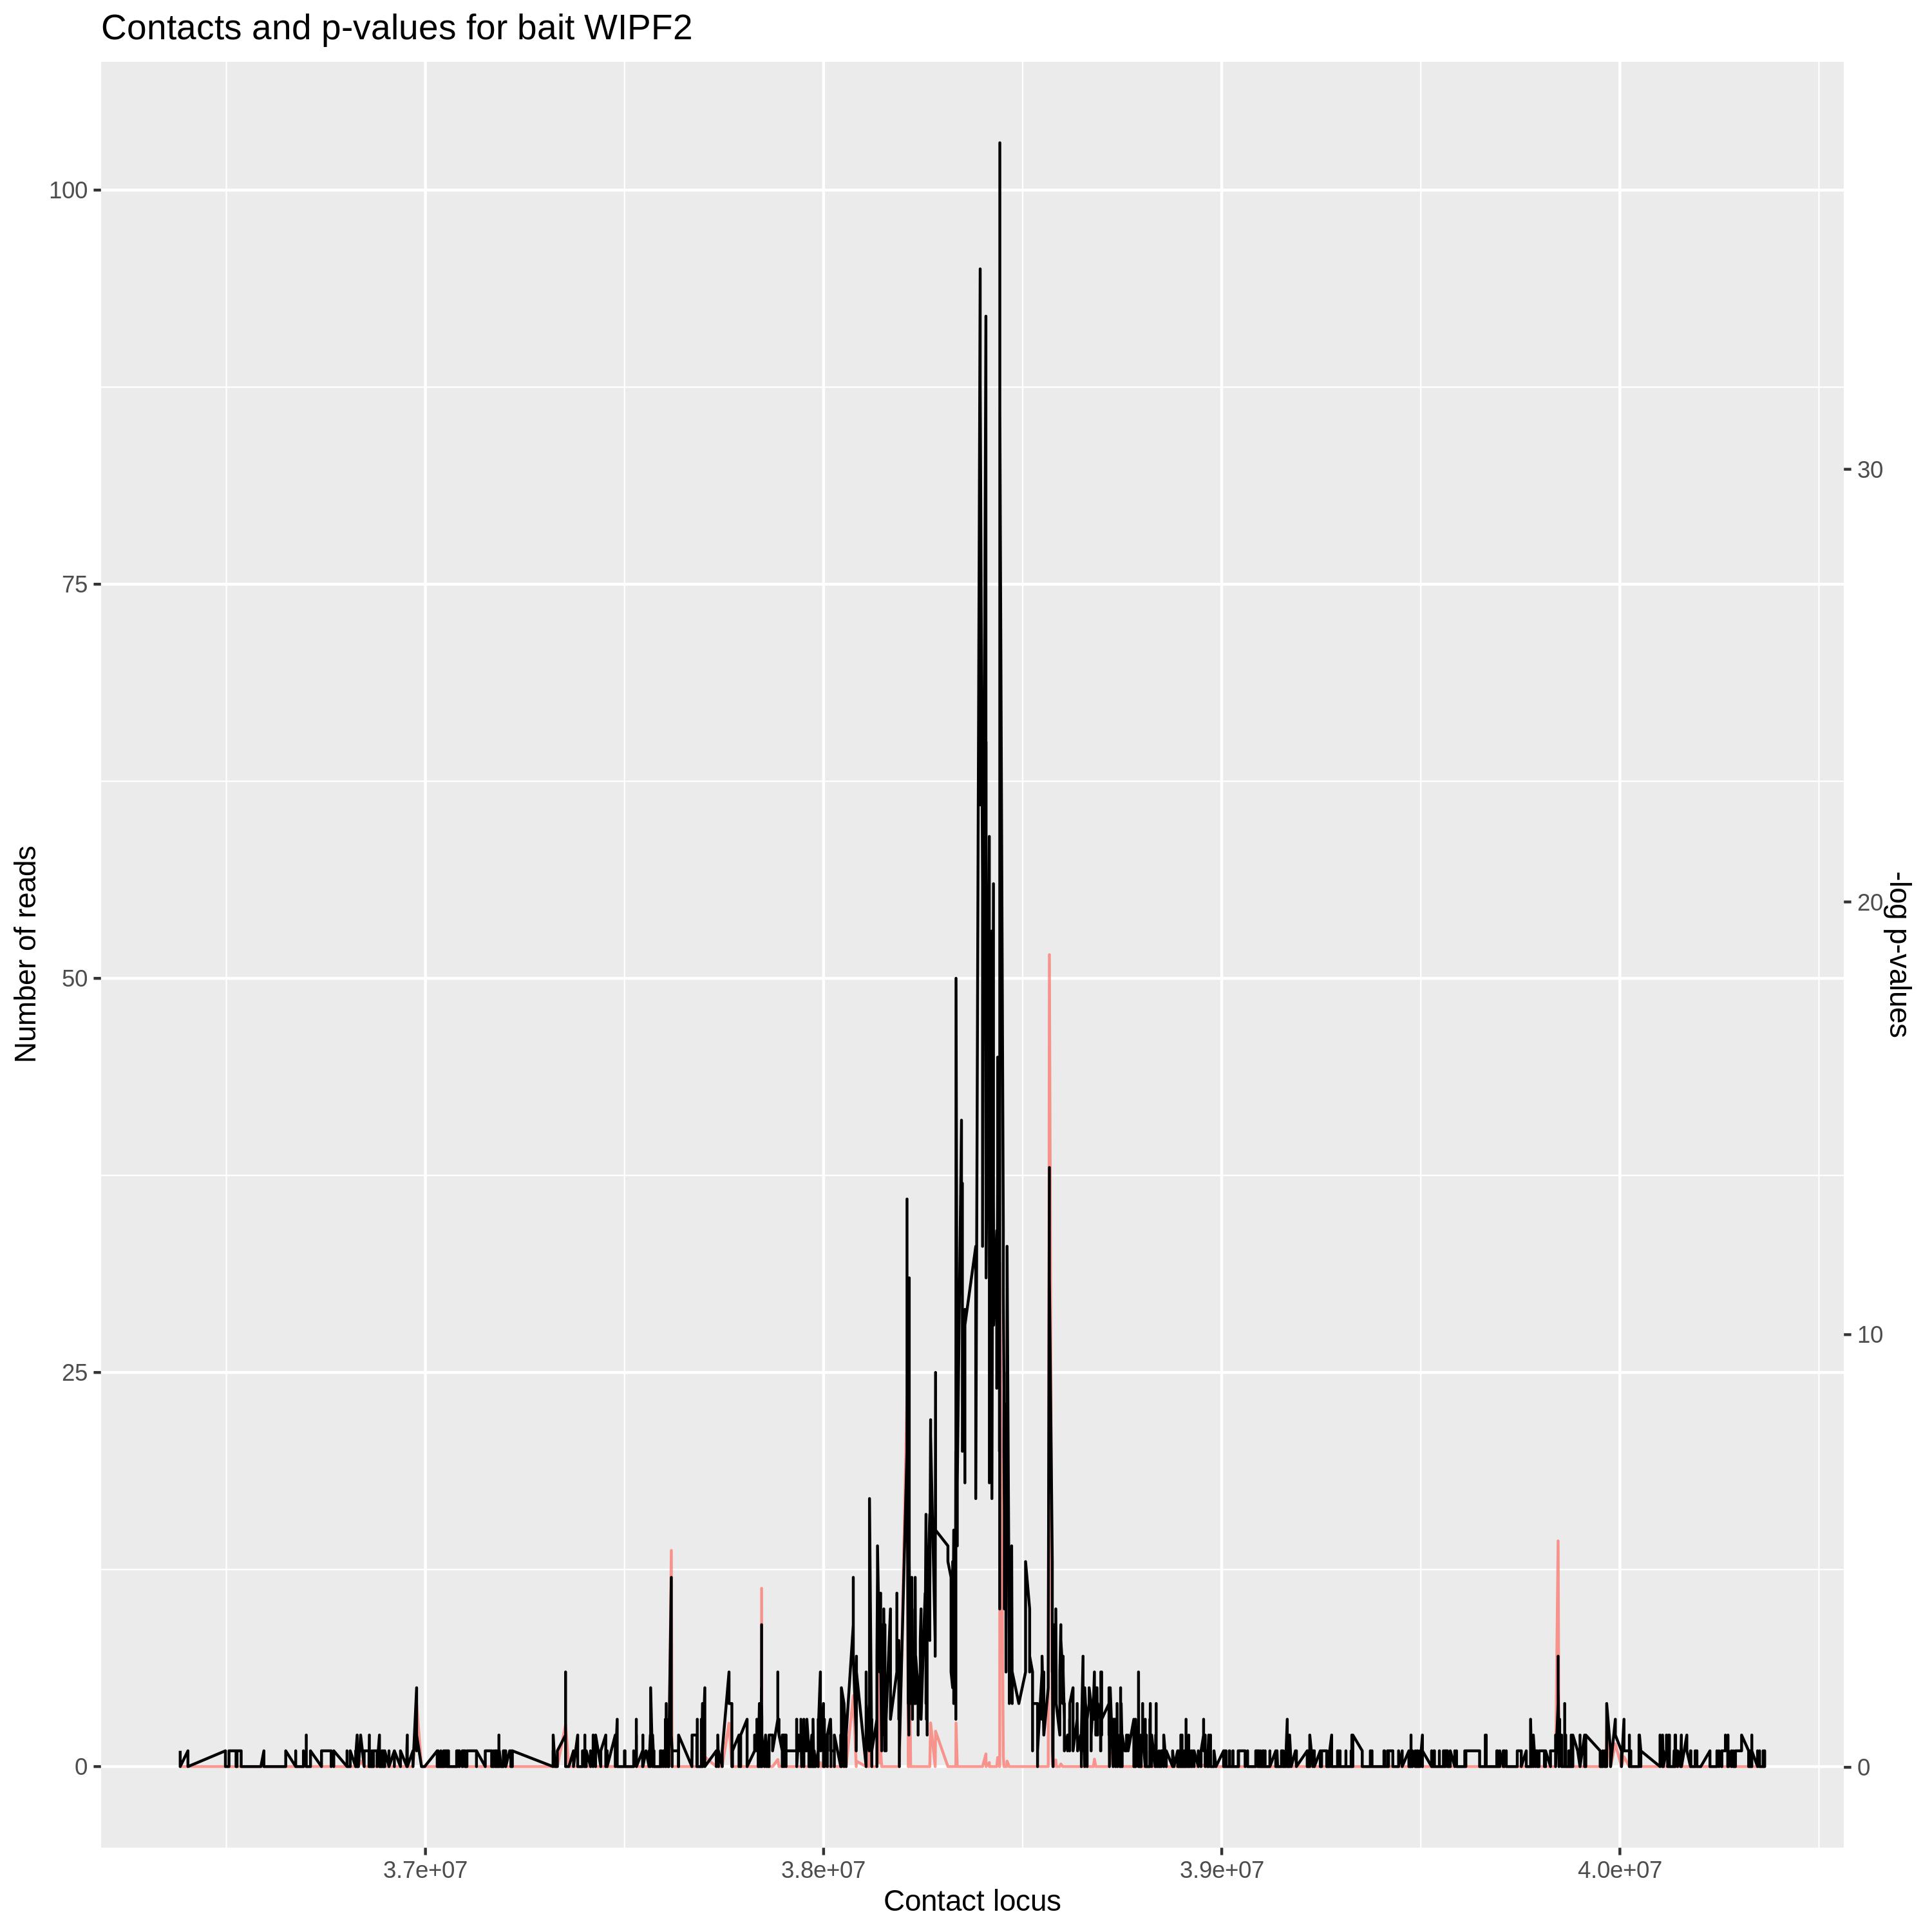 Contacts and p-values for bait WIPF2
100
75
50
25
0
Number of reads
30
20
10
0
-log p-values
3.7e+07
3.8e+07
3.9e+07
4.0e+07
Contact locus